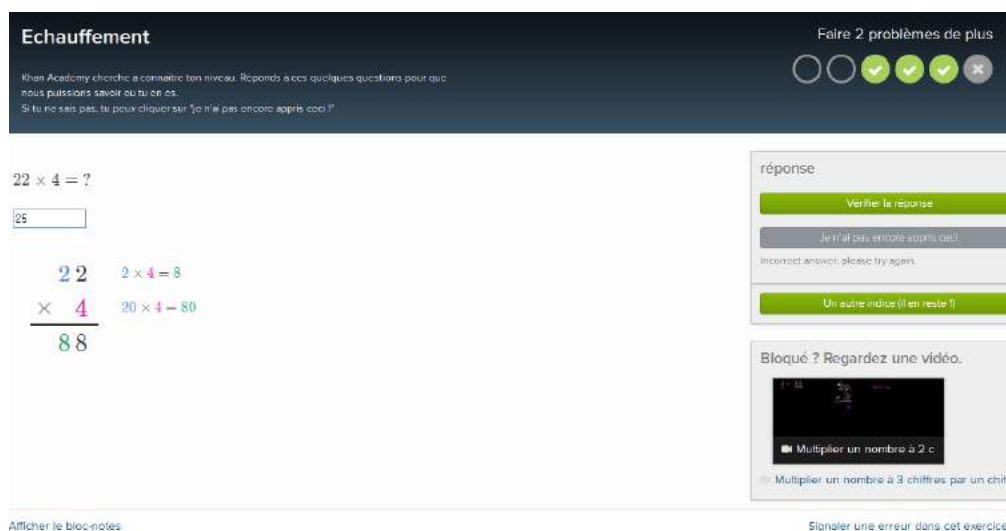 Echauffement
Faire 2 problèmes de plus
Khan Academy cherche a connaitre ton niveau. Réponds à ces quelques questions pour que
nous puissions savoir où tu en es.
Si tu ne sais pas, tu peux cliquer sur "je n'ai pas encore appris ceci !"
22 × 4 = ?
25
22
2 × 4 = 8
× 4
20 × 4 = 80
88
réponse
Vérifier la réponse
Je n'ai pas encore appris ceci
Incorrect answer, please try again.
Un autre indice (il en reste 1)
Bloqué ? Regardez une vidéo.
Multiplier un nombre à 2 c
Multiplier un nombre à 3 chiffres par un chif
Afficher le bloc-notes
Signaler une erreur dans cet exercice